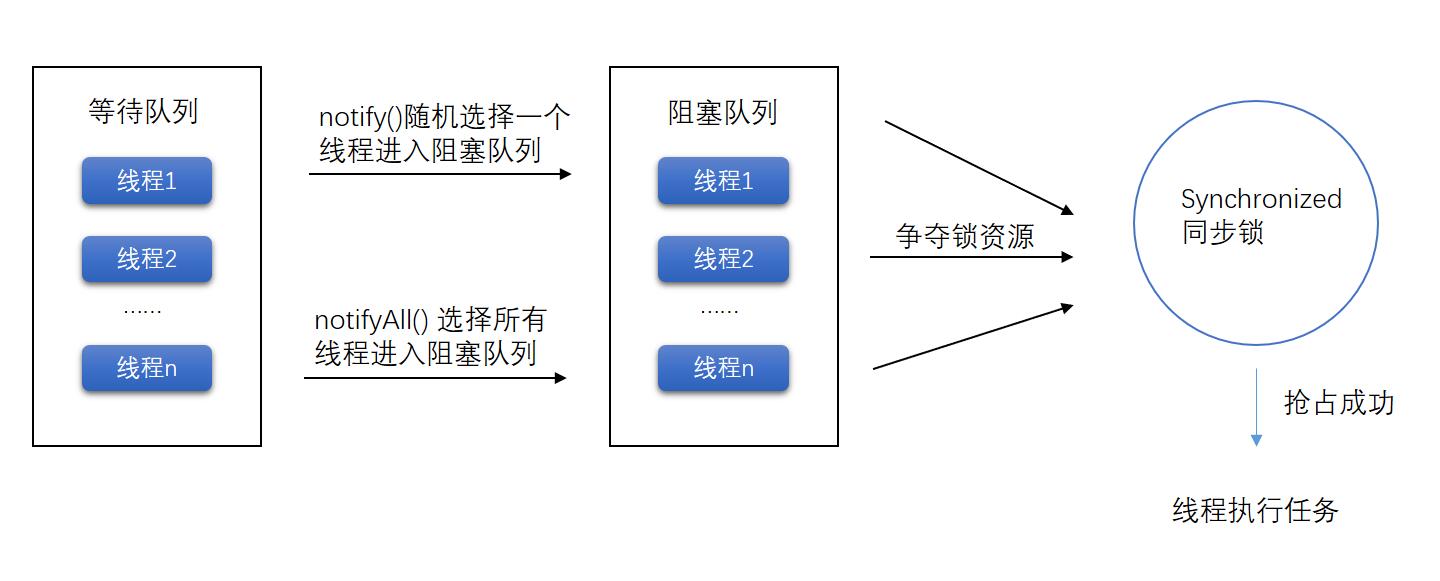 等待队列
线程1
线程2
……
线程n
notify()随机选择一个
线程进入阻塞队列
notifyAll() 选择所有
线程进入阻塞队列
阻塞队列
线程1
线程2
……
线程n
争夺锁资源
Synchronized
同步锁
抢占成功
线程执行任务